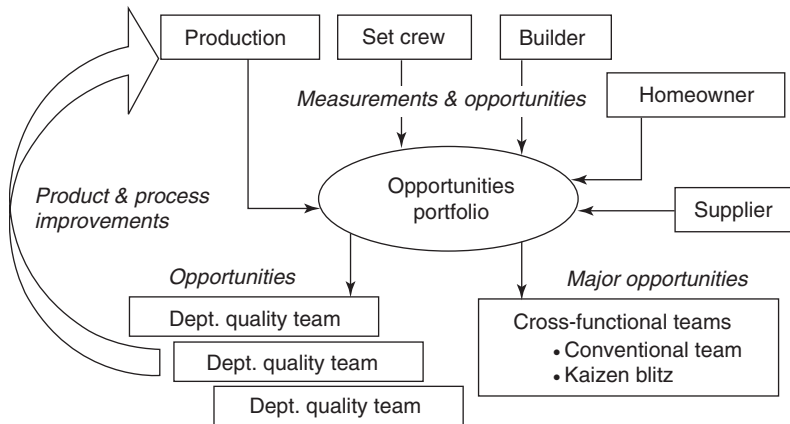 Production
Set crew
Builder
Measurements & opportunities
Homeowner
Opportunities
portfolio
Product & process
improvements
Supplier
Opportunities
Major opportunities
Dept. quality team
Dept. quality team
Dept. quality team
Cross-functional teams
• Conventional team
• Kaizen blitz